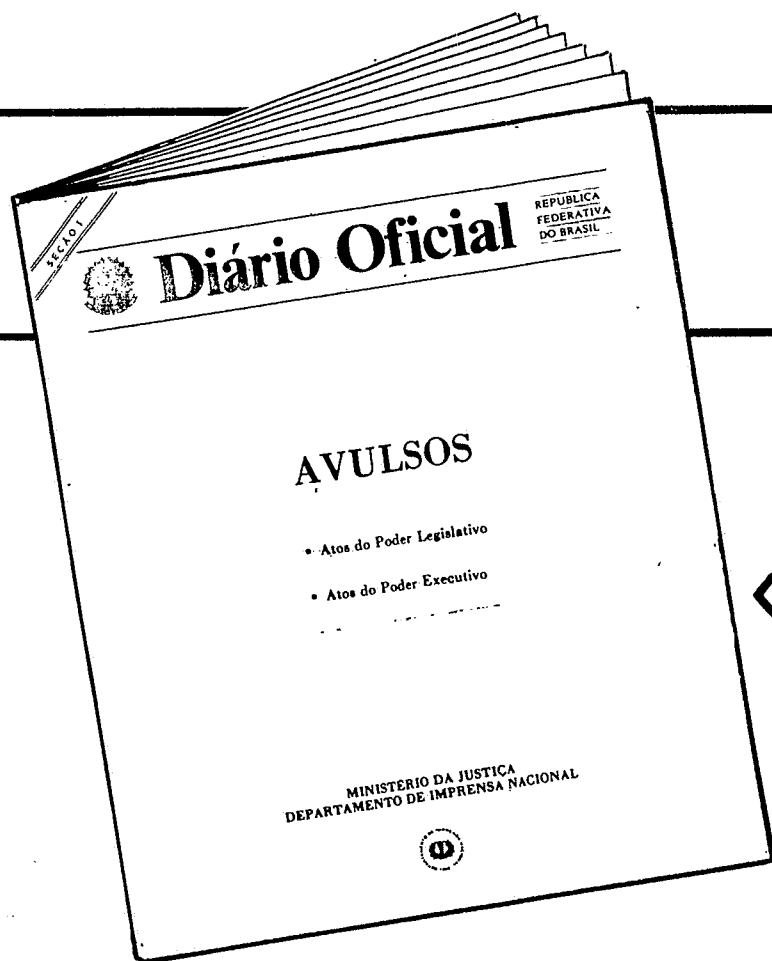 SEÇÃO I
Diário Oficial
REPUBLICA
FEDERATIVA
DO BRASIL
AVULSOS
• Atos do Poder Legislativo
• Atos do Poder Executivo
MINISTÉRIO DA JUSTIÇA
DEPARTAMENTO DE IMPRENSA NACIONAL